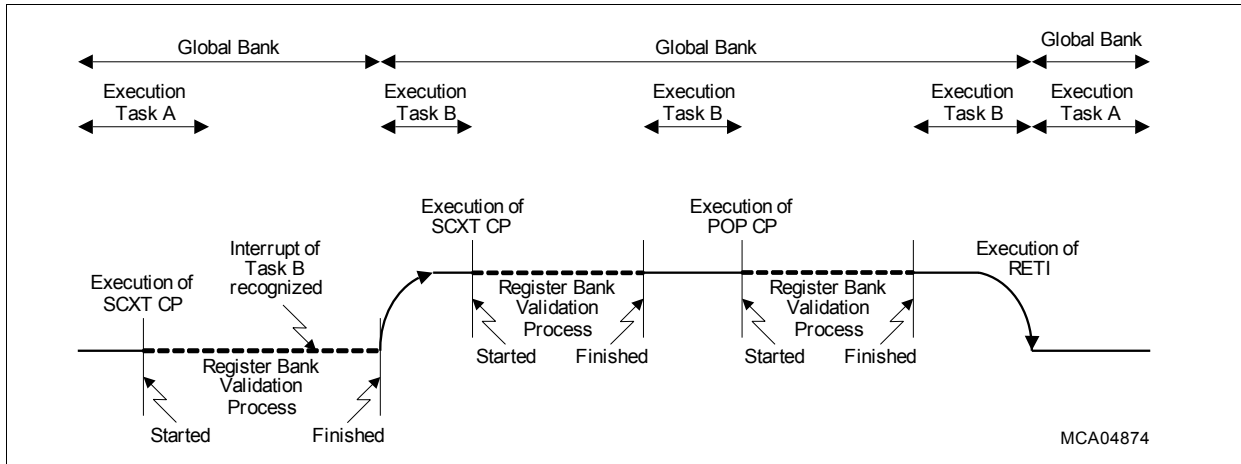 Global Bank
Global Bank
Global Bank
Execution
Task A
Execution
Task B
Execution
Task B
Execution
Task B
Execution
Task A
Execution of
SCXT CP
Interrupt of
Task B
recognized
Register Bank
Validation
Process
Started
Finished
Execution of
SCXT CP
Register Bank
Validation
Process
Started
Finished
Execution of
POP CP
Register Bank
Validation
Process
Started
Finished
Execution of
RETI
MCA04874